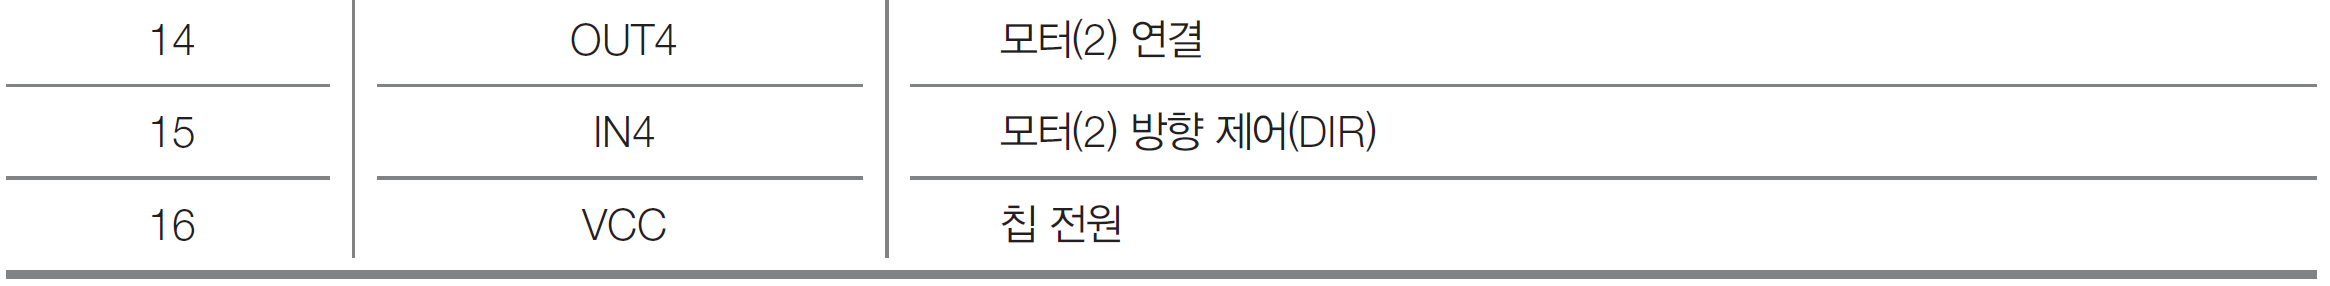 14 OUT4 모터(2) 연결
15 IN4 모터(2) 방향 제어(DIR)
16 VCC 칩 전원